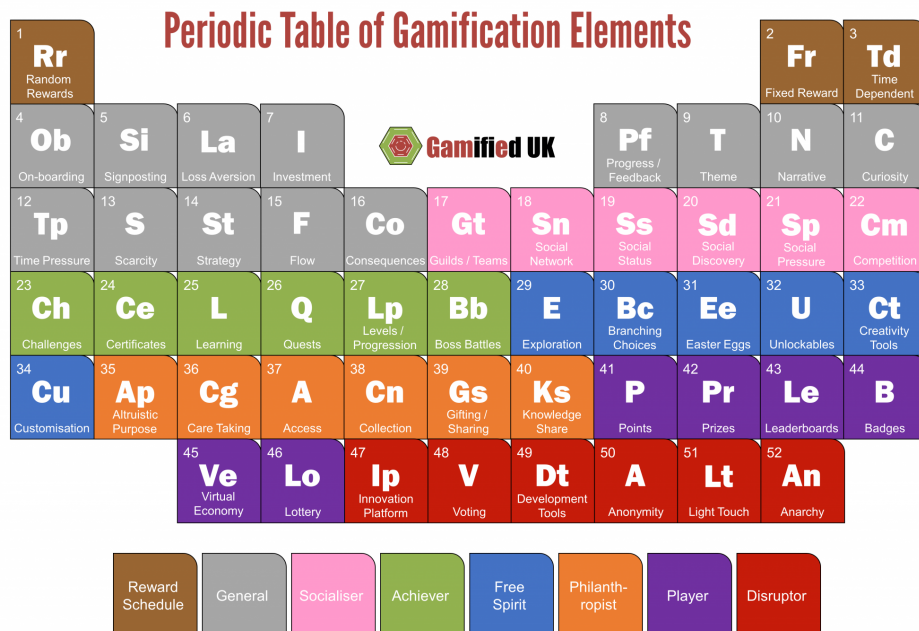 Periodic Table of Gamification Elements
1
Rr
Random
Rewards
2
Fr
Fixed Reward
3
Td
Time
Dependent
4
Ob
On-boarding
5
Si
Signposting
6
La
Loss Aversion
7
I
Investment
Gamified UK
8
Pf
Progress /
Feedback
9
T
Theme
10
N
Narrative
11
C
Curiosity
12
Tp
Time Pressure
13
S
Scarcity
14
St
Strategy
15
F
Flow
16
Co
Consequences
17
Gt
Guilds / Teams
18
Sn
Social
Network
19
Ss
Social
Status
20
Sd
Social
Discovery
21
Sp
Social
Pressure
22
Cm
Competition
23
Ch
Challenges
24
Ce
Certificates
25
L
Learning
26
Q
Quests
27
Lp
Levels /
Progression
28
Bb
Boss Battles
29
E
Exploration
30
Bc
Branching
Choices
31
Ee
Easter Eggs
32
U
Unlockables
33
Ct
Creativity
Tools
34
Cu
Customisation
35
Ap
Altruistic
Purpose
36
Cg
Care Taking
37
A
Access
38
Cn
Collection
39
Gs
Gifting /
Sharing
40
Ks
Knowledge
Share
41
P
Points
42
Pr
Prizes
43
Le
Leaderboards
44
B
Badges
45
Ve
Virtual
Economy
46
Lo
Lottery
47
Ip
Innovation
Platform
48
V
Voting
49
Dt
Development
Tools
50
A
Anonymity
51
Lt
Light Touch
52
An
Anarchy
Reward
Schedule
General
Socialiser
Achiever
Free
Spirit
Philanth-
ropist
Player
Disruptor